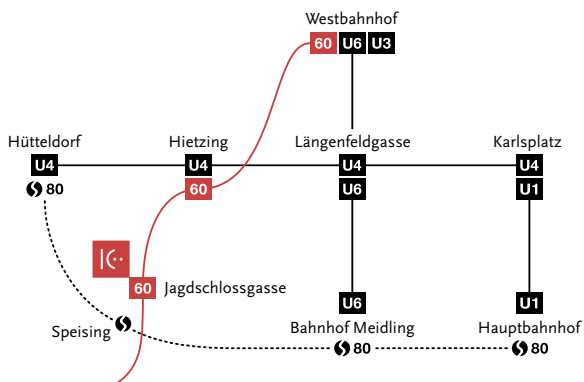 Westbahnhof
60 U6 U3
Hütteldorf Hietzing Längenfeldgasse Karlsplatz
U4 U4 U4 U4
80 60 U6 U1
60 Jagdschlossgasse
U6 U1
Speising Bahnhof Meidling Hauptbahnhof
80 80